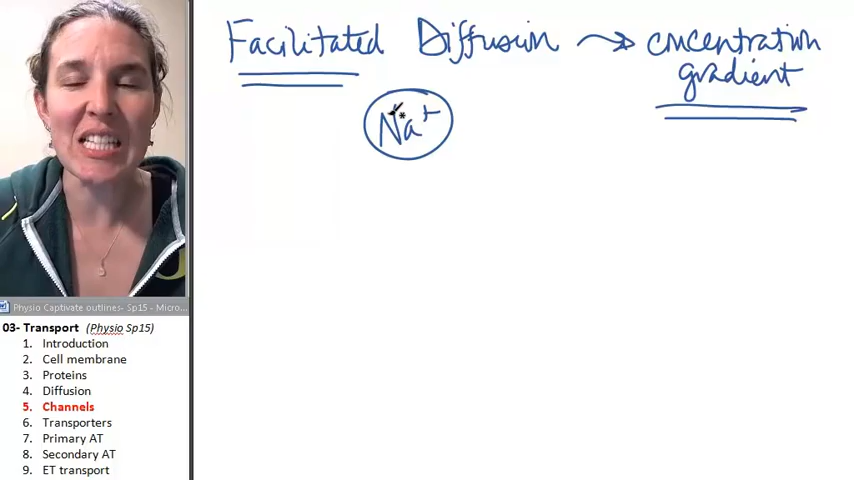 Facilitated Diffusion → concentration
gradient
Na+
Physio Captivate outlines- Sp15 - Micro...
03- Transport (Physio Sp15)
1. Introduction
2. Cell membrane
3. Proteins
4. Diffusion
5. Channels
6. Transporters
7. Primary AT
8. Secondary AT
9. ET transport